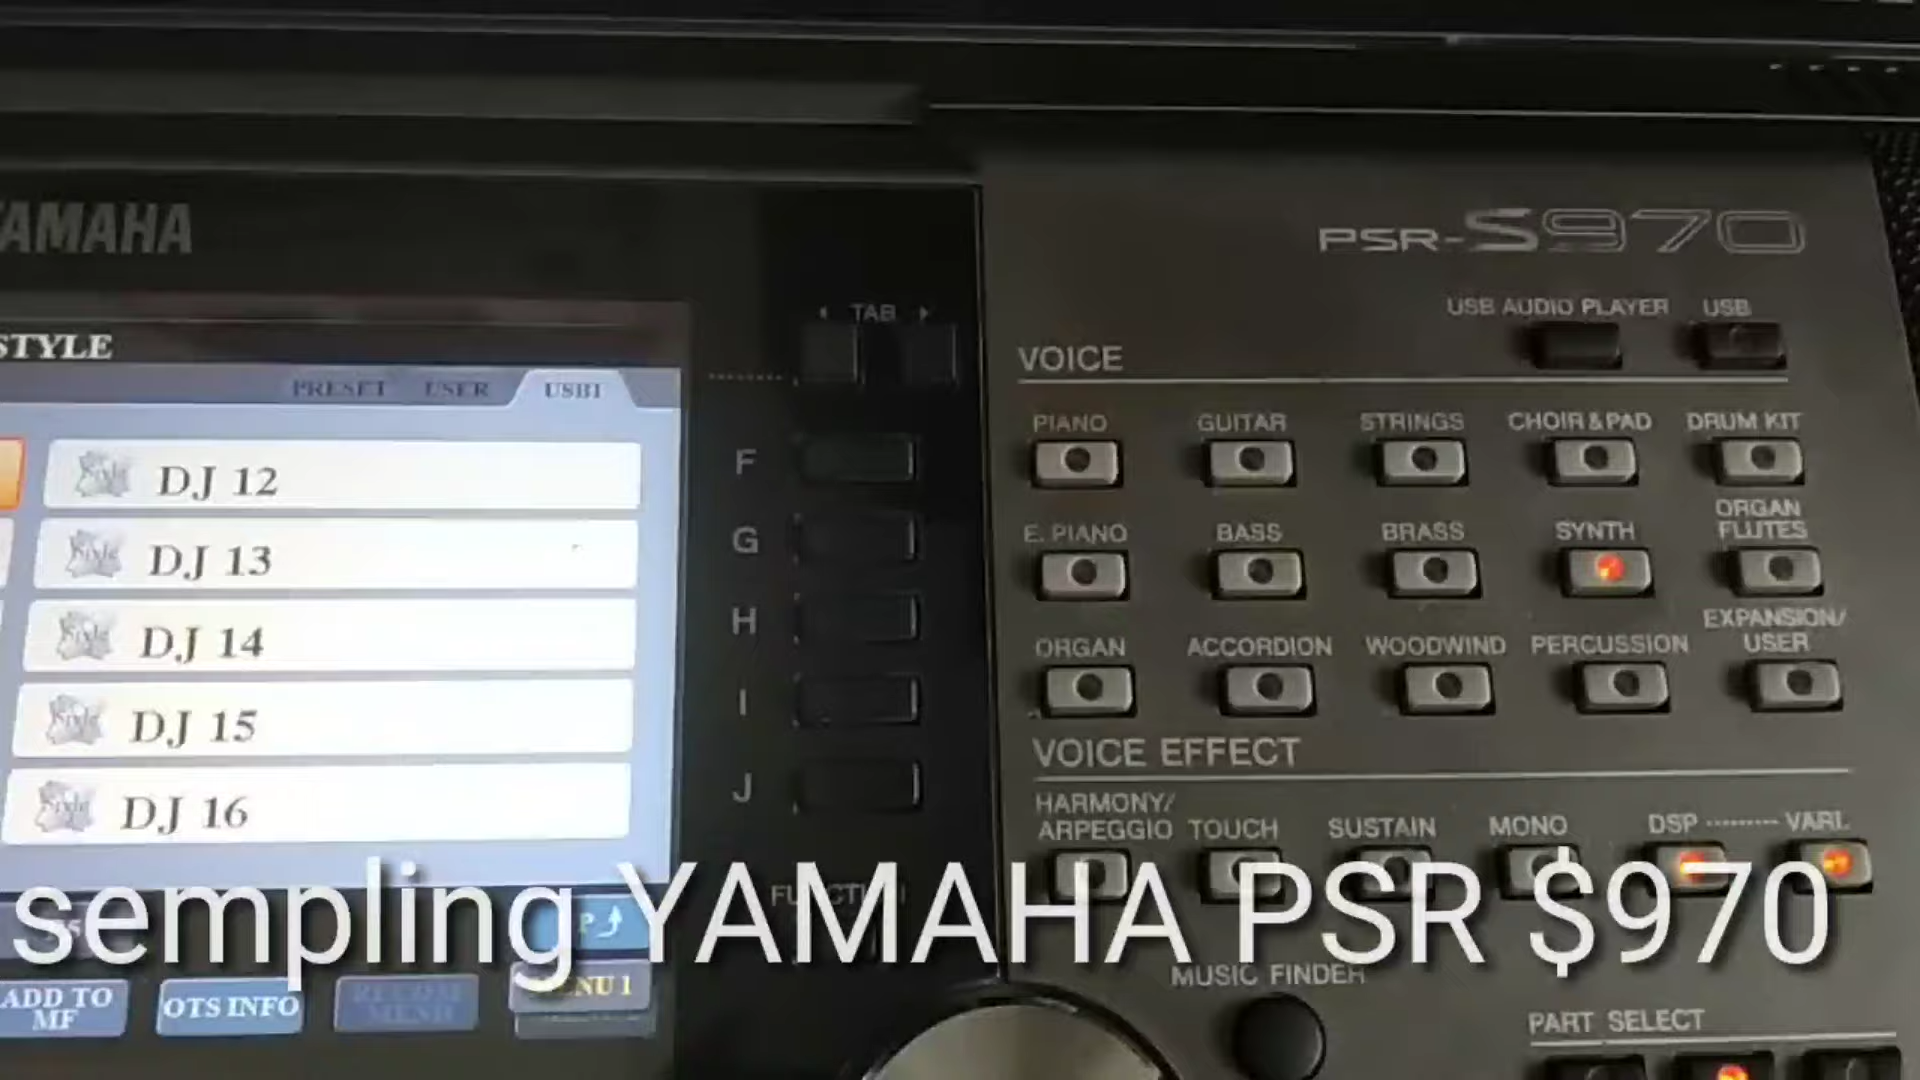 YAMAHA
PSR-S970
USB AUDIO PLAYER USB
TAB
STYLE
PRESET USER USB1
VOICE
DJ 12
DJ 13
DJ 14
DJ 15
DJ 16
F
G
H
I
J
PIANO GUITAR STRINGS CHOIR & PAD DRUM KIT
E. PIANO BASS BRASS SYNTH ORGAN FLUTES
ORGAN ACCORDION WOODWIND PERCUSSION EXPANSION/USER
VOICE EFFECT
HARMONY/ARPEGGIO TOUCH SUSTAIN MONO DSP VARI.
sempling YAMAHA PSR $970
ADD TO MF
OTS INFO
MENU 1
MUSIC FINDER
PART SELECT